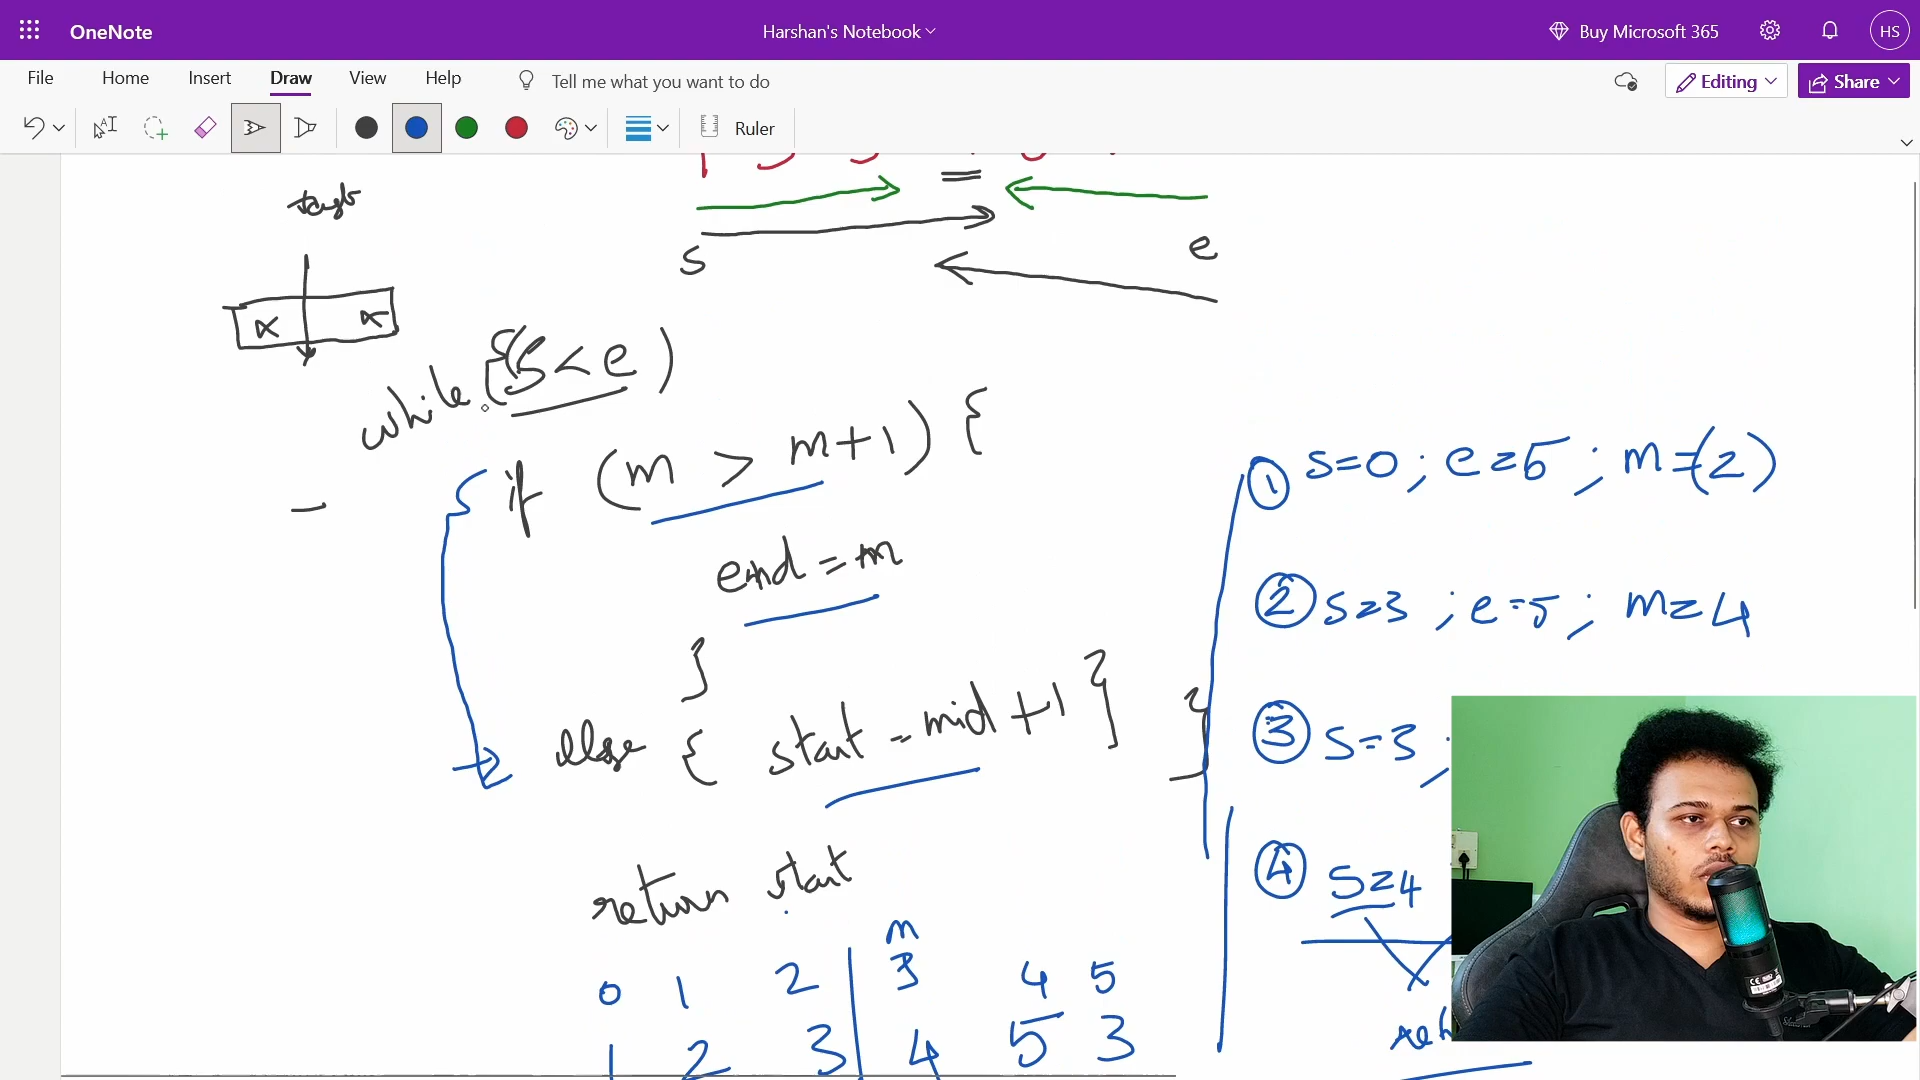 OneNote
Harshan's Notebook
Buy Microsoft 365
HS
File Home Insert Draw View Help
Tell me what you want to do
Editing
Share
Ruler
s e
while (s < e) {
if (m > m+1) {
end = m
}
else { start = mid + 1 } }
return start
① s=0 ; e=5 ; m=(2)
② s=3 ; e=5 ; m=4
③ s=3 ;
④ s=4
m
0 1 2 3 4 5
1 2 3 4 5 3